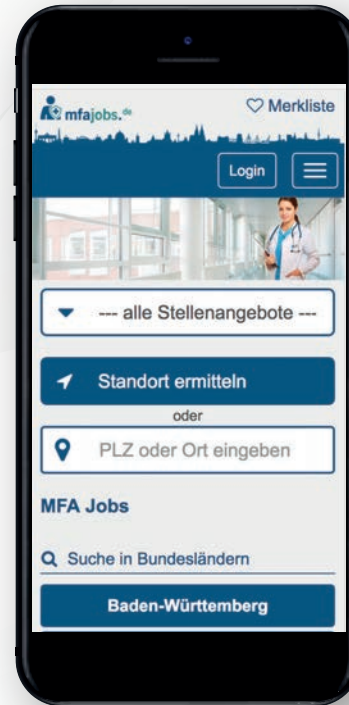 mfajobs.de
Merkliste
Login
--- alle Stellenangebote ---
Standort ermitteln
oder
PLZ oder Ort eingeben
MFA Jobs
Suche in Bundesländern
Baden-Württemberg